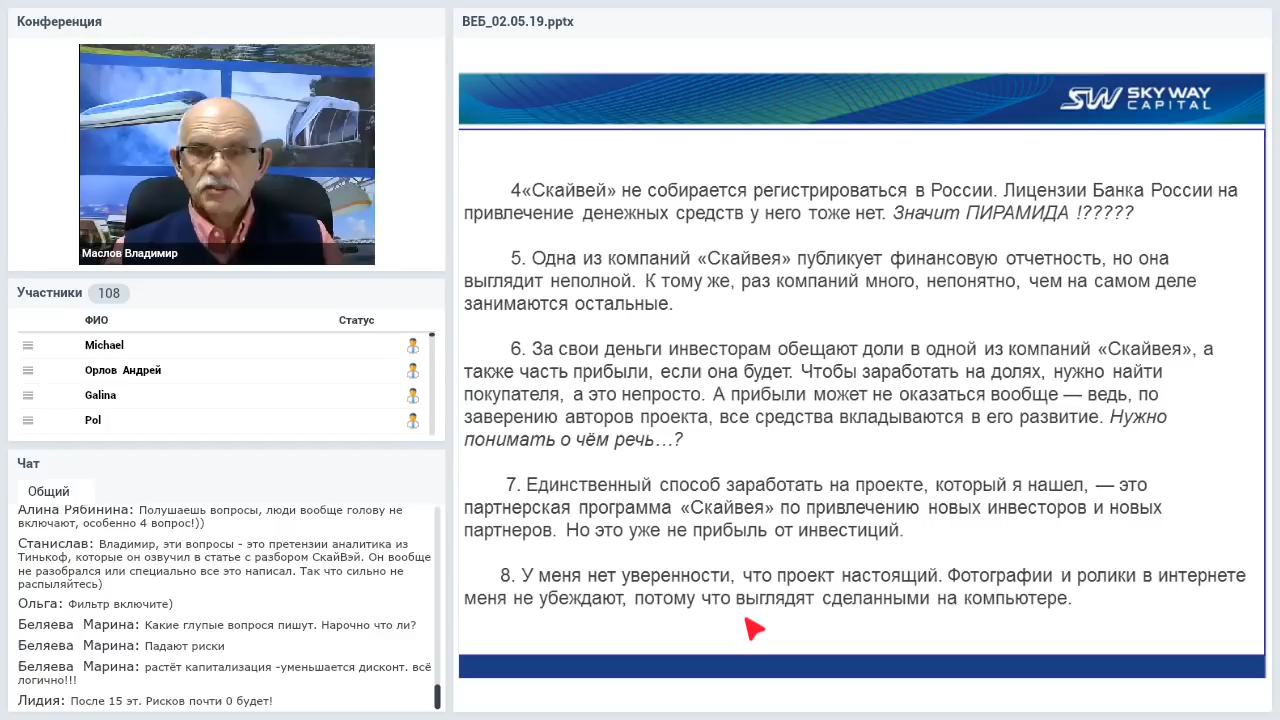 Конференция
Маслов Владимир
Участники 108
ФИО Статус
Michael
Орлов Андрей
Galina
Pol
Чат
Общий
Алина Рябинина: Полушаешь вопросы, люди вообще голову не
включают, особенно 4 вопрос!))
Станислав: Владимир, эти вопросы - это претензии аналитика из
Тинькоф, которые он озвучил в статье с разбором СкайВэй. Он вообще
не разобрался или специально все это написал. Так что сильно не
распыляйтесь)
Ольга: Фильтр включите)
Беляева Марина: Какие глупые вопрося пишут. Нарочно что ли?
Беляева Марина: Падают риски
Беляева Марина: растёт капитализация -уменьшается дисконт. всё
логично!!!
Лидия: После 15 эт. Рисков почти 0 будет!
ВЕБ_02.05.19.pptx
SW SKY WAY
CAPITAL
4«Скайвей» не собирается регистрироваться в России. Лицензии Банка России на
привлечение денежных средств у него тоже нет. Значит ПИРАМИДА !?????
5. Одна из компаний «Скайвея» публикует финансовую отчетность, но она
выглядит неполной. К тому же, раз компаний много, непонятно, чем на самом деле
занимаются остальные.
6. За свои деньги инвесторам обещают доли в одной из компаний «Скайвея», а
также часть прибыли, если она будет. Чтобы заработать на долях, нужно найти
покупателя, а это непросто. А прибыли может не оказаться вообще — ведь, по
заверению авторов проекта, все средства вкладываются в его развитие. Нужно
понимать о чём речь…?
7. Единственный способ заработать на проекте, который я нашел, — это
партнерская программа «Скайвея» по привлечению новых инвесторов и новых
партнеров. Но это уже не прибыль от инвестиций.
8. У меня нет уверенности, что проект настоящий. Фотографии и ролики в интернете
меня не убеждают, потому что выглядят сделанными на компьютере.